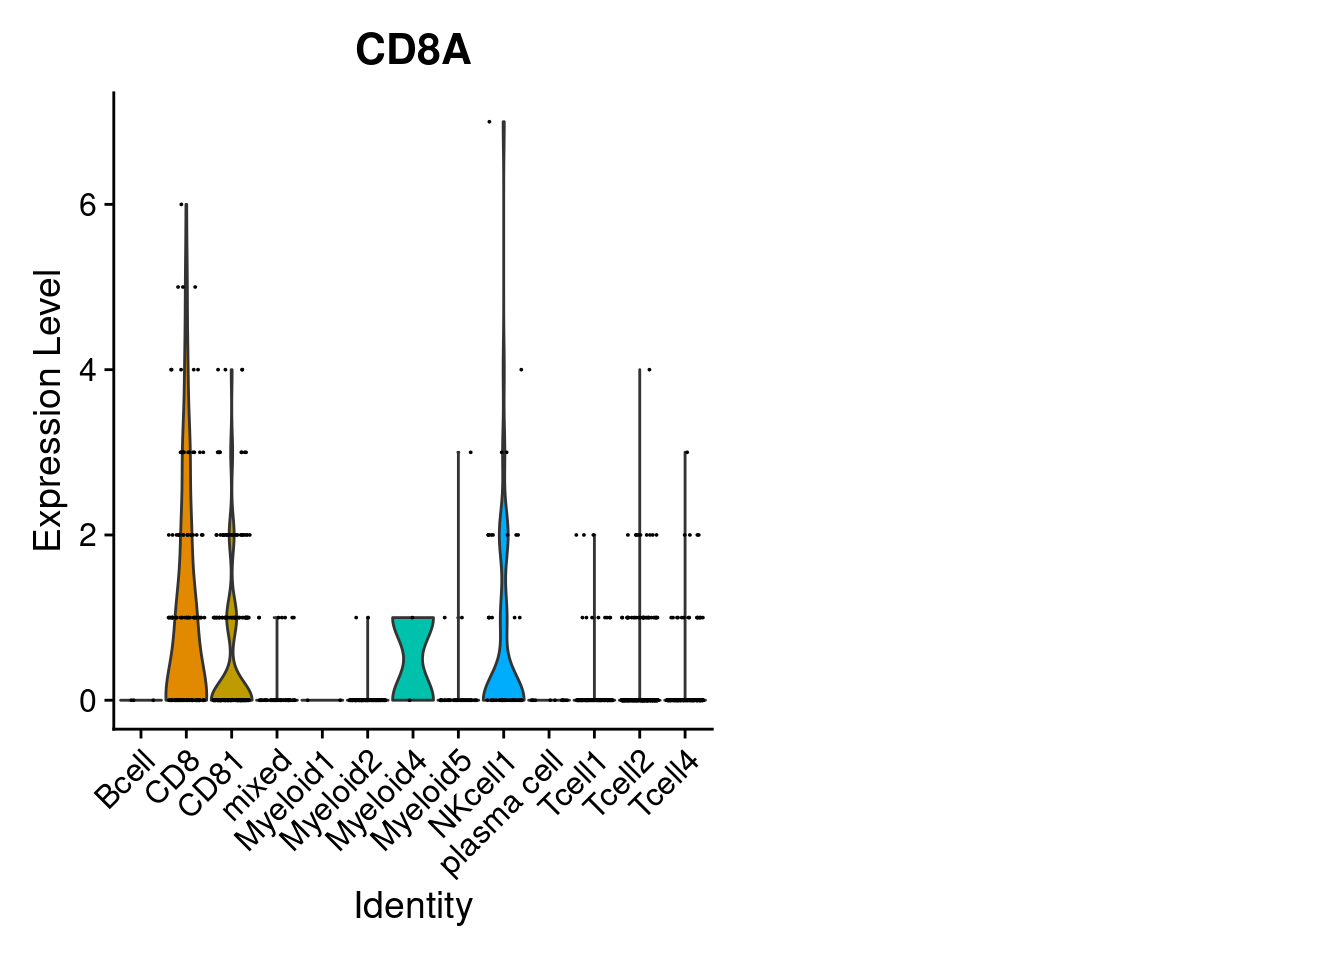 CD8A
Expression Level
6
4
2
0
Bcell
CD8
CD81
mixed
Myeloid1
Myeloid2
Myeloid4
Myeloid5
NKcell1
plasma cell
Tcell1
Tcell2
Tcell4
Identity